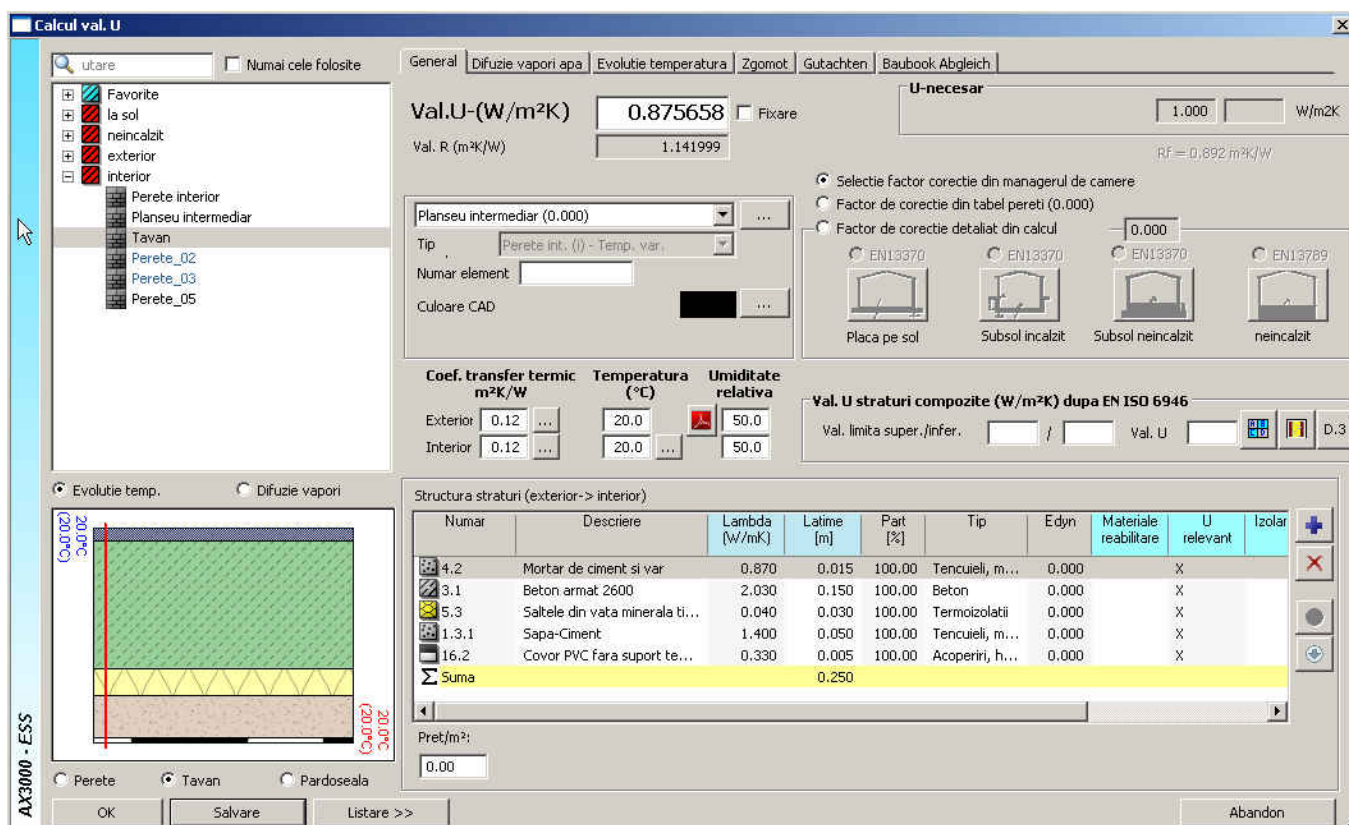 Calcul val. U
utare
Numai cele folosite
Favorite
la sol
neincalzit
exterior
interior
Perete interior
Planseu intermediar
Tavan
Perete_02
Perete_03
Perete_05
General Difuzie vapori apa Evolutie temperatura Zgomot Gutachten Baubook Abgleich
Val.U-(W/m²K) 0.875658 Fixare
Val. R (m²K/W) 1.141999
U-necesar
1.000 W/m2K
Rf = 0.892 m²K/W
Planseu intermediar (0.000) ...
Tip Perete int. (i) - Temp. var.
Numar element
Culoare CAD ...
Selectie factor corectie din managerul de camere
Factor de corectie din tabel pereti (0.000)
Factor de corectie detaliat din calcul 0.000
EN13370 EN13370 EN13370 EN13789
Placa pe sol Subsol incalzit Subsol neincalzit neincalzit
Coef. transfer termic Temperatura Umiditate
m²K/W (°C) relativa
Exterior 0.12 ... 20.0 50.0
Interior 0.12 ... 20.0 ... 50.0
Val. U straturi compozite (W/m²K) dupa EN ISO 6946
Val. limita super./infer. / Val. U D.3
Evolutie temp. Difuzie vapori
20.0°C
(20.0°C)
20.0°C
(20.0°C)
Perete Tavan Pardoseala
Structura straturi (exterior-> interior)
Numar Descriere Lambda Latime Part Tip Edyn Materiale U Izolar
(W/mK) [m] [%] reabilitare relevant
4.2 Mortar de ciment si var 0.870 0.015 100.00 Tencuieli, m... 0.000 X
3.1 Beton armat 2600 2.030 0.150 100.00 Beton 0.000 X
5.3 Saltele din vata minerala ti... 0.040 0.030 100.00 Termoizolatii 0.000 X
1.3.1 Sapa-Ciment 1.400 0.050 100.00 Tencuieli, m... 0.000 X
16.2 Covor PVC fara suport te... 0.330 0.005 100.00 Acoperiri, h... 0.000 X
Σ Suma 0.250
Pret/m²:
0.00
OK Salvare Listare >> Abandon
AX3000 - ESS